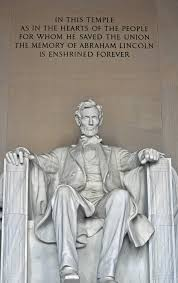 IN THIS TEMPLE
AS IN THE HEARTS OF THE PEOPLE
FOR WHOM HE SAVED THE UNION
THE MEMORY OF ABRAHAM LINCOLN
IS ENSHRINED FOREVER